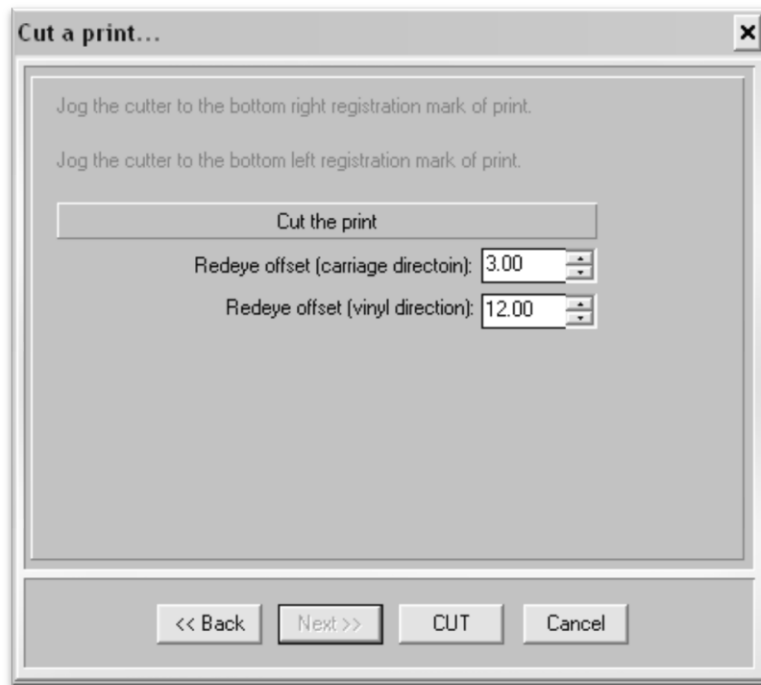 Cut a print...
Jog the cutter to the bottom right registration mark of print.
Jog the cutter to the bottom left registration mark of print.
Cut the print
Redeye offset (carriage directoin): 3.00
Redeye offset (vinyl direction): 12.00
<< Back Next >> CUT Cancel